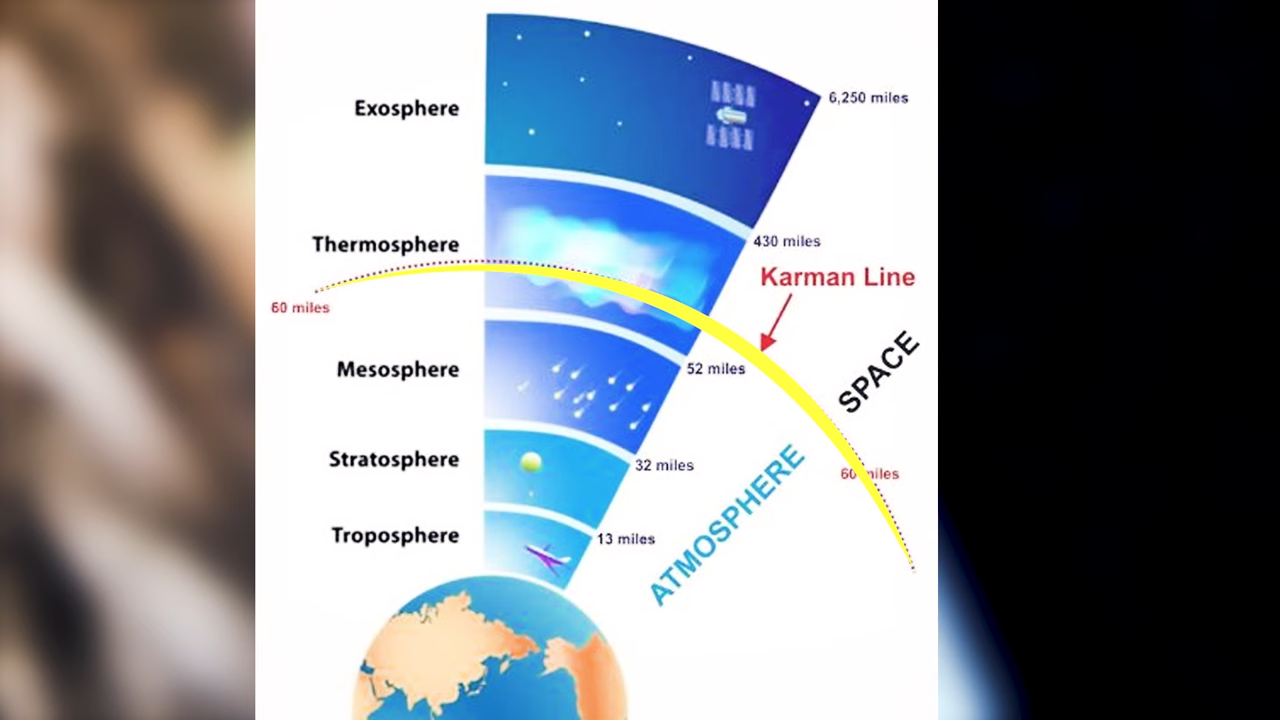 Exosphere
6,250 miles
Thermosphere
430 miles
Karman Line
60 miles
SPACE
Mesosphere
52 miles
Stratosphere
32 miles
60 miles
ATMOSPHERE
Troposphere
13 miles